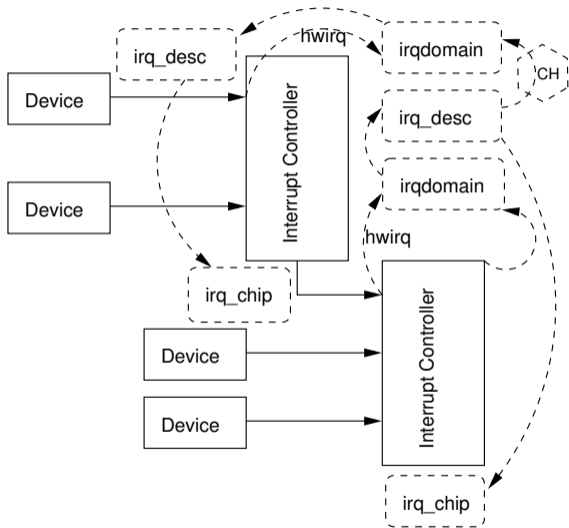 hwirq
irqdomain
irq_desc
CH
Device
irq_desc
Interrupt Controller
irqdomain
Device
hwirq
irq_chip
Interrupt Controller
Device
Device
irq_chip